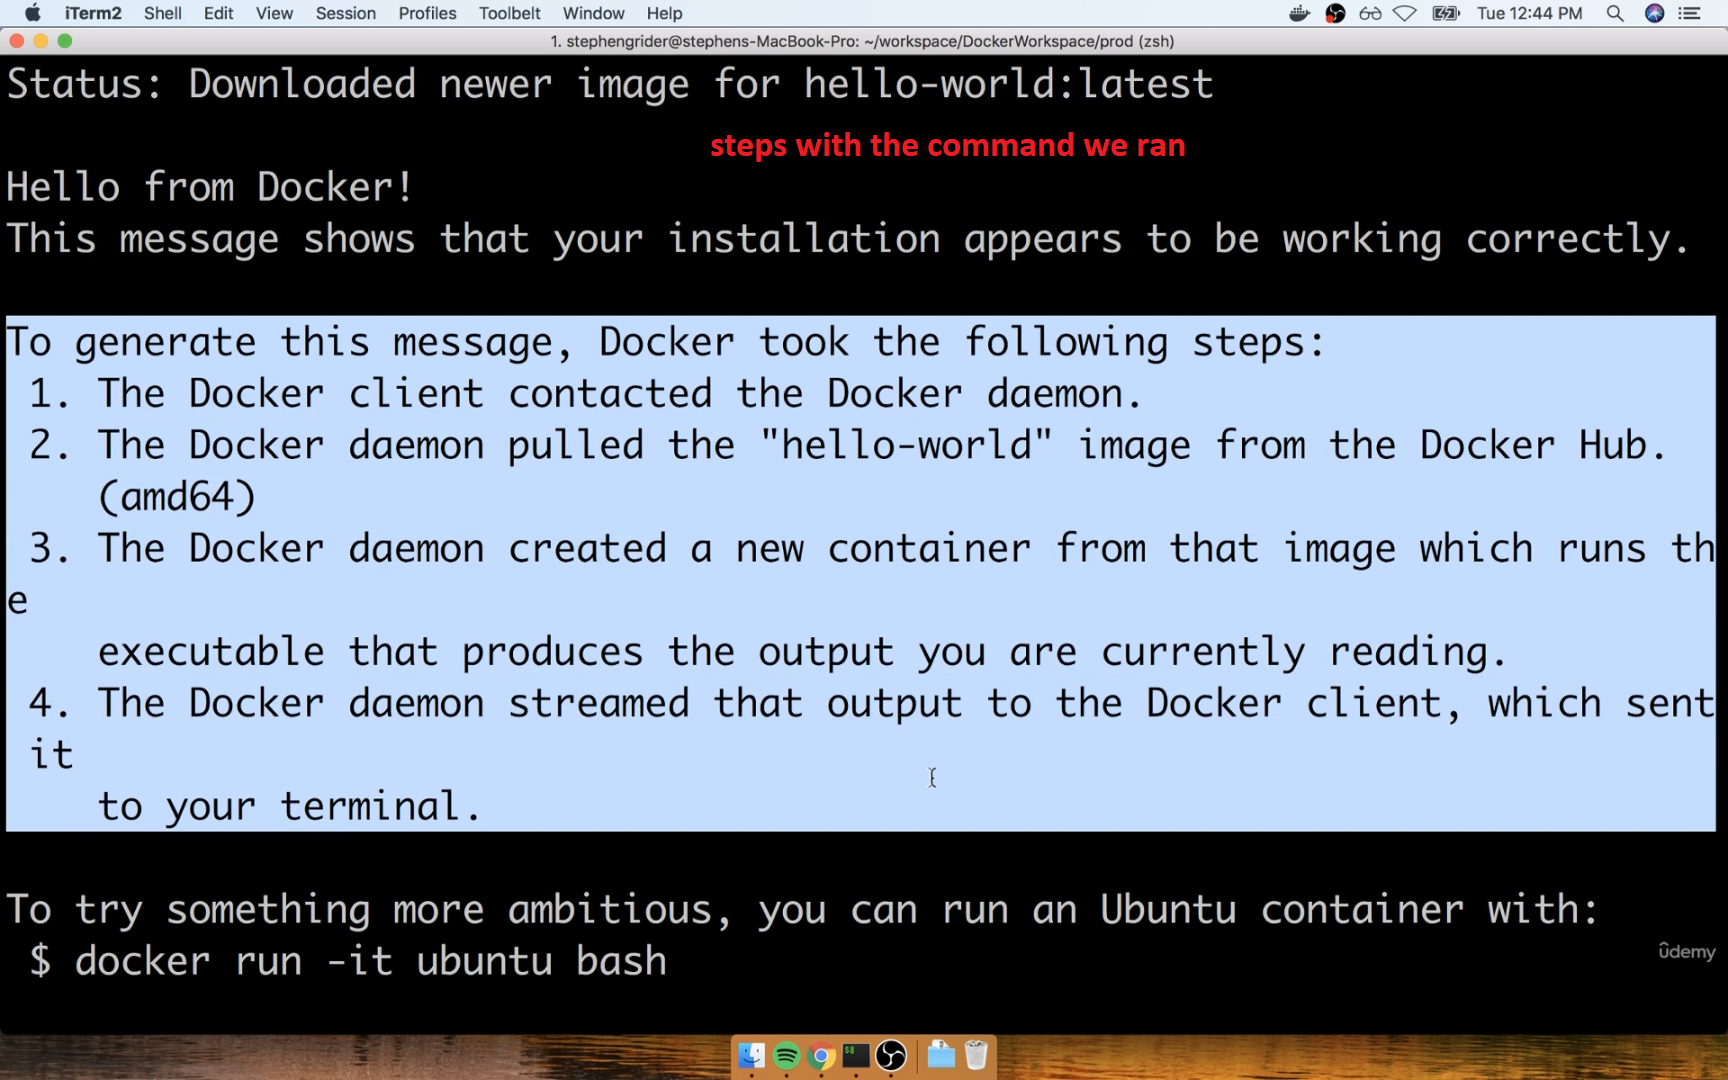 iTerm2 Shell Edit View Session Profiles Toolbelt Window Help Tue 12:44 PM
1. stephengrider@stephens-MacBook-Pro: ~/workspace/DockerWorkspace/prod (zsh)
Status: Downloaded newer image for hello-world:latest
steps with the command we ran
Hello from Docker!
This message shows that your installation appears to be working correctly.
To generate this message, Docker took the following steps:
1. The Docker client contacted the Docker daemon.
2. The Docker daemon pulled the "hello-world" image from the Docker Hub.
(amd64)
3. The Docker daemon created a new container from that image which runs th
e
executable that produces the output you are currently reading.
4. The Docker daemon streamed that output to the Docker client, which sent
it
to your terminal.
To try something more ambitious, you can run an Ubuntu container with:
$ docker run -it ubuntu bash
ûdemy